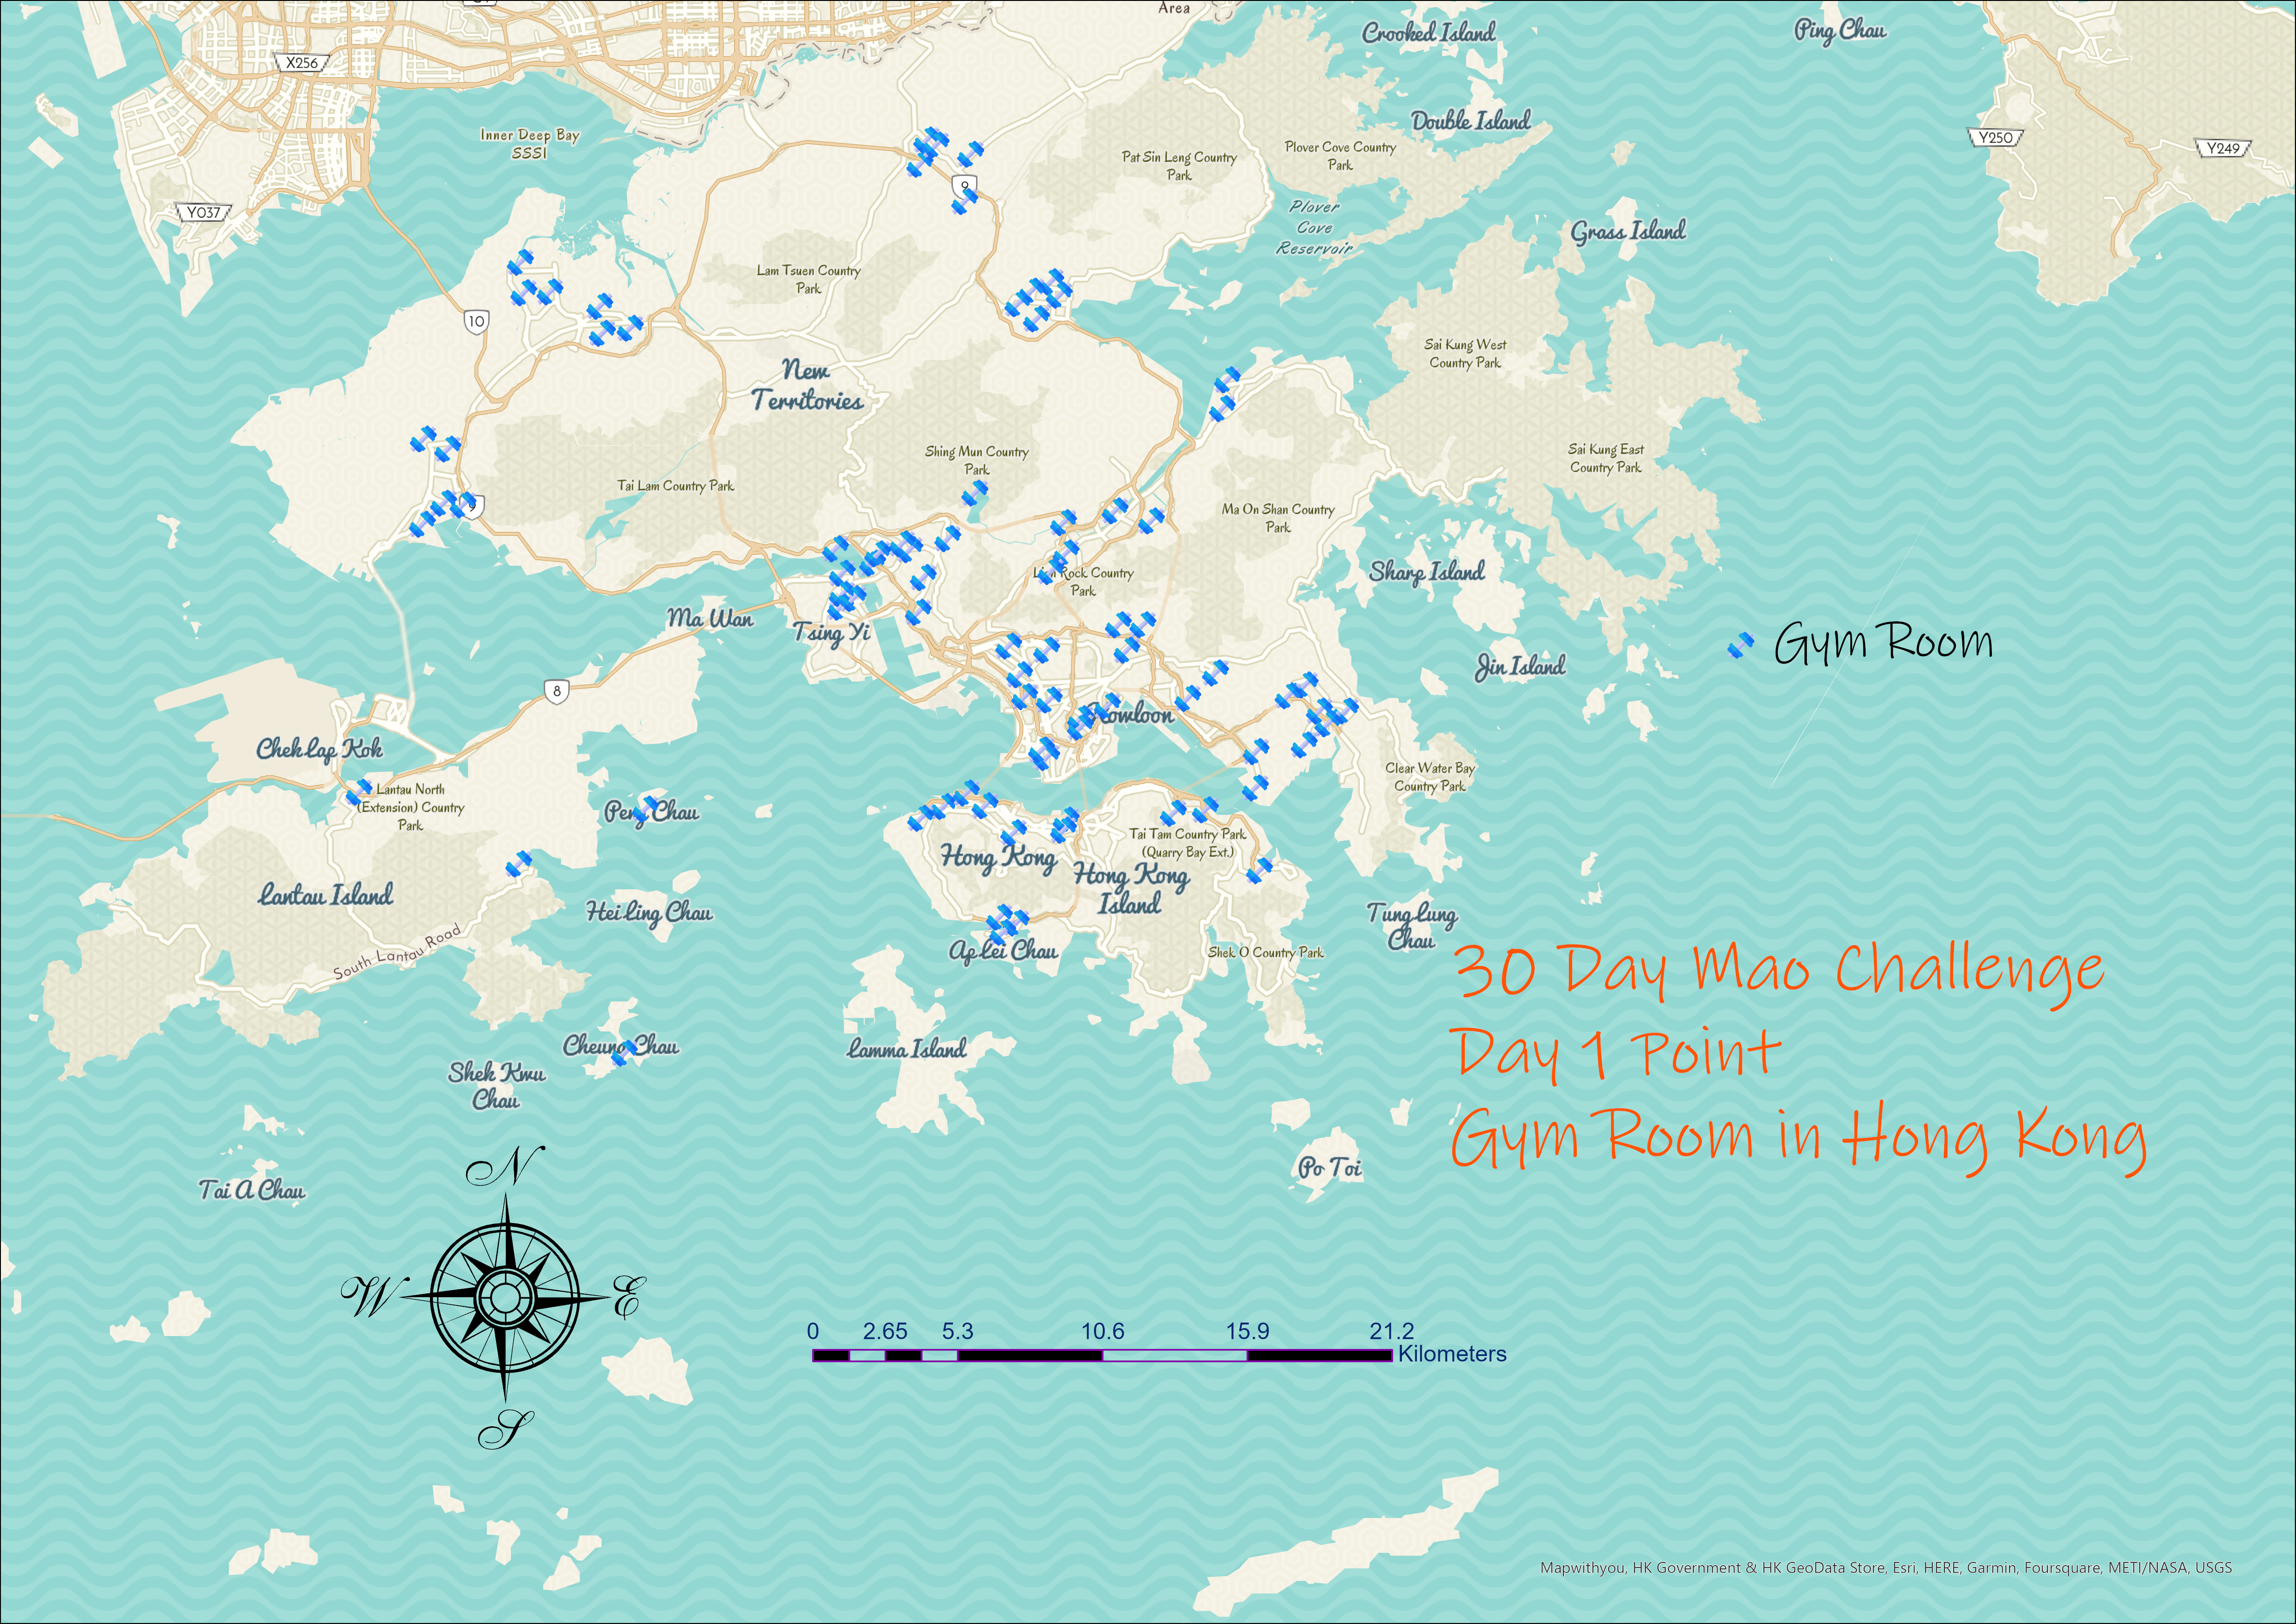 Area
Crooked Island
Ping Chau
X256
Double Island
Inner Deep Bay
SSSI
Y250
Y249
Pat Sin Leng Country
Park
Plover Cove Country
Park
9
Y037
Plover
Cove
Reservoir
Grass Island
Lam Tsuen Country
Park
10
New
Territories
Sai Kung West
Country Park
Shing Mun Country
Park
Sai Kung East
Country Park
Tai Lam Country Park
9
Ma On Shan Country
Park
Lion Rock Country
Park
Sharp Island
Ma Wan
Tsing Yi
Gym Room
Jin Island
8
Kowloon
Chek Lap Kok
Clear Water Bay
Country Park
Lantau North
(Extension) Country
Park
Peng Chau
Tai Tam Country Park
(Quarry Bay Ext.)
Hong Kong
Hong Kong
Island
Lantau Island
Hei Ling Chau
Tung Lung
Chau
South Lantau Road
Ap Lei Chau
Shek O Country Park
30 Day Mao Challenge
Day 1 Point
Gym Room in Hong Kong
Cheung Chau
Lamma Island
Shek Kwu
Chau
Po Toi
Tai A Chau
N
W
E
S
0 2.65 5.3 10.6 15.9 21.2
Kilometers
Mapwithyou, HK Government & HK GeoData Store, Esri, HERE, Garmin, Foursquare, METI/NASA, USGS